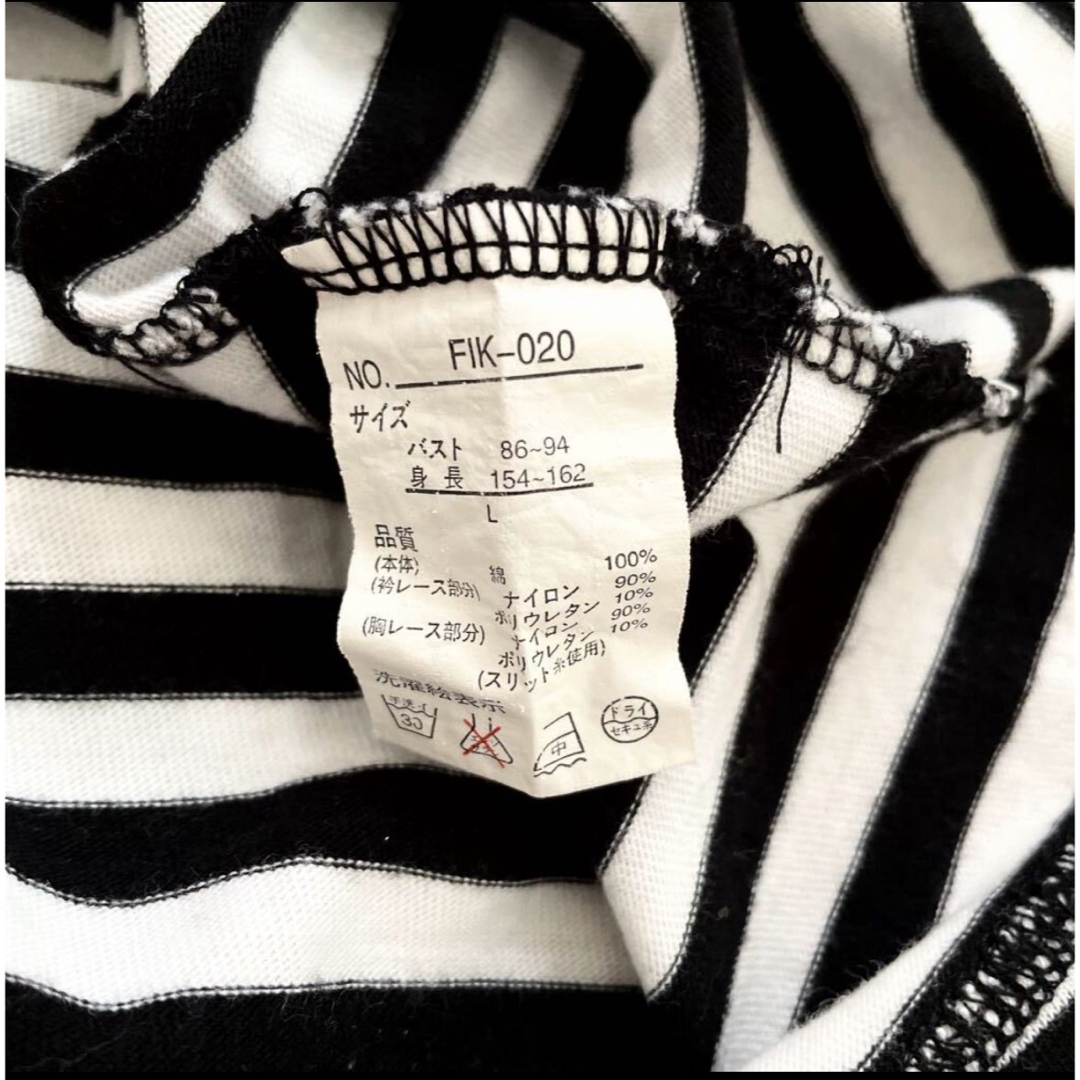 NO. FIK-020
サイズ
バスト 86~94
身長 154~162
L
品質
(本体) 綿 100%
(衿レース部分) ナイロン 90%
ポリウレタン 10%
(胸レース部分) ナイロン 90%
ポリウレタン 10%
(スリット糸使用)
洗濯絵表示
手洗イ
30
中
ドライ
セキユ系